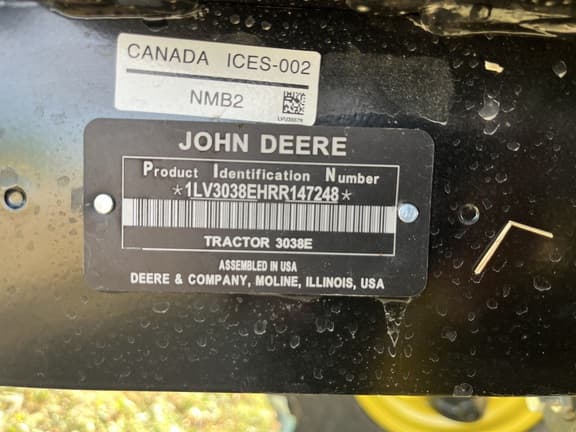 CANADA ICES-002
NMB2
JOHN DEERE
Product Identification Number
*1LV3038EHRR147248*
TRACTOR 3038E
ASSEMBLED IN USA
DEERE & COMPANY, MOLINE, ILLINOIS, USA